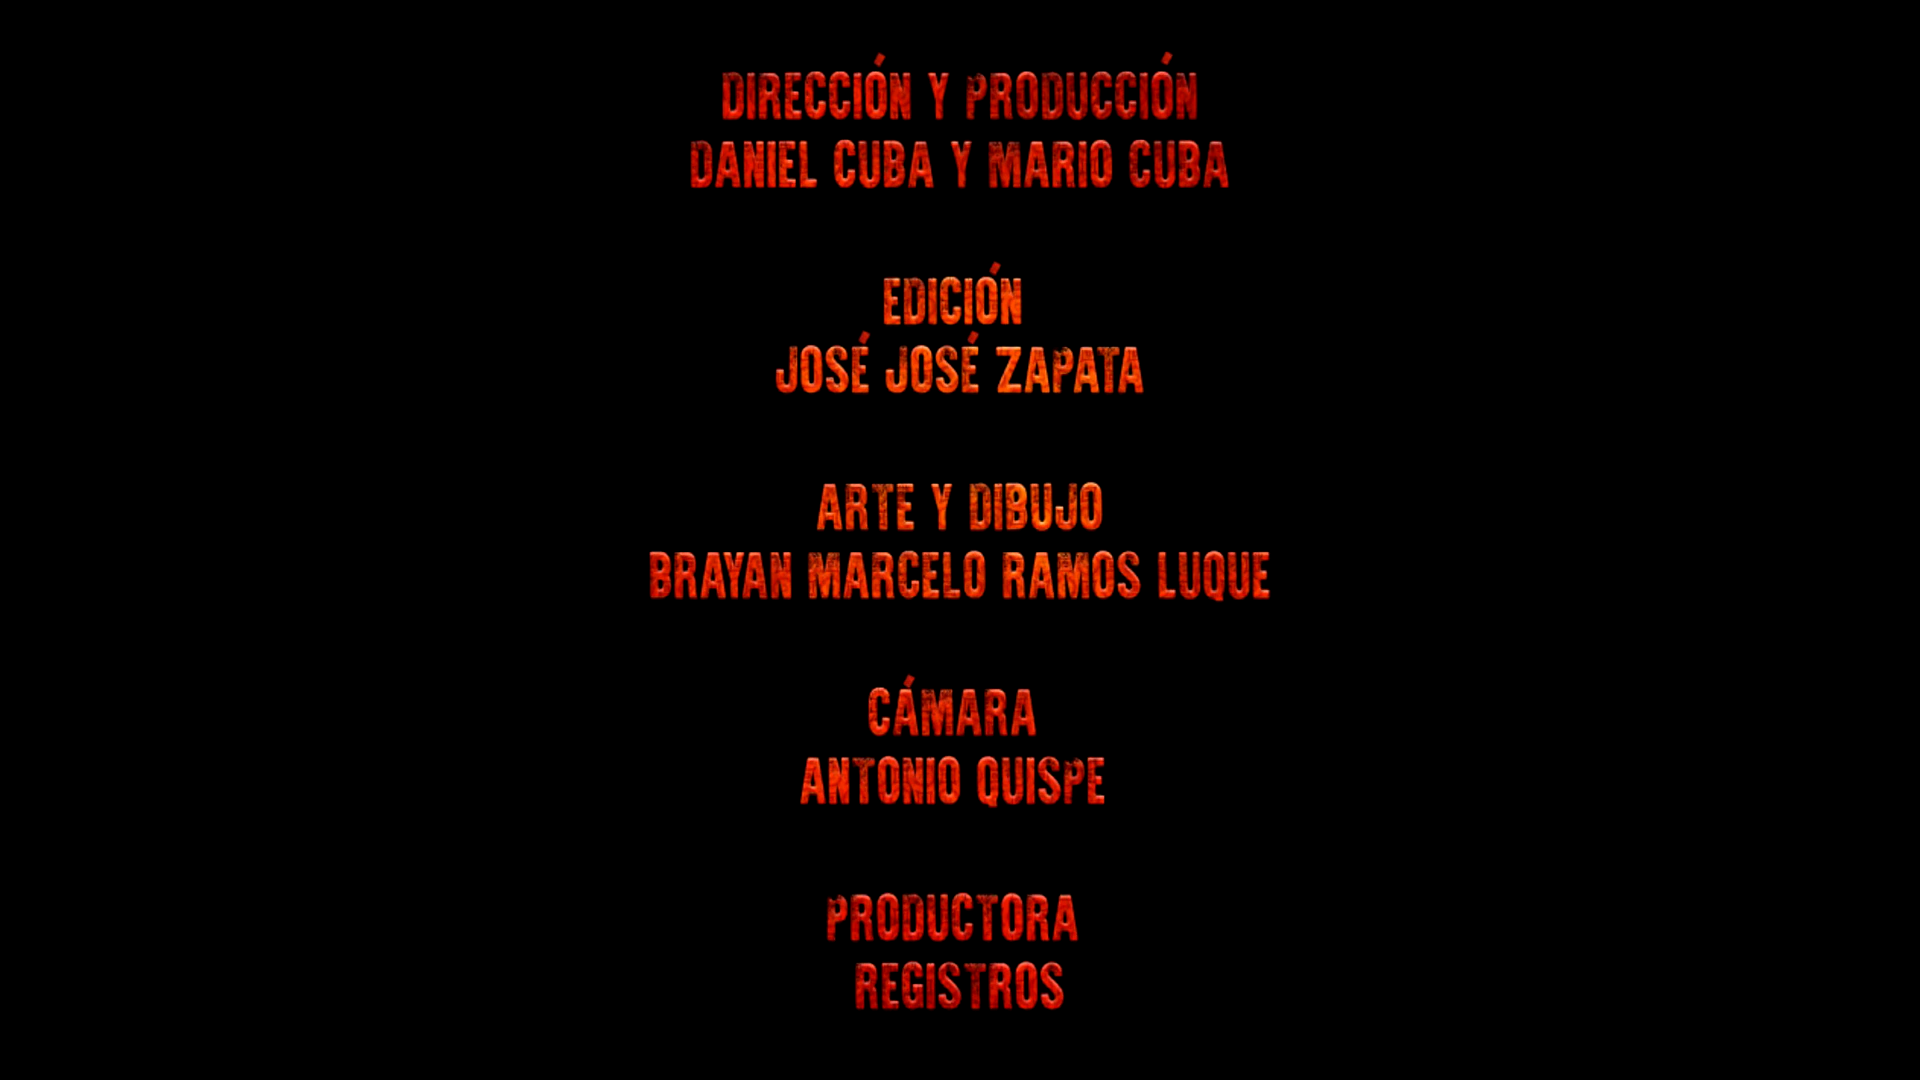 DIRECCIÓN Y PRODUCCIÓN
DANIEL CUBA Y MARIO CUBA
EDICIÓN
JOSÉ JOSÉ ZAPATA
ARTE Y DIBUJO
BRAYAN MARCELO RAMOS LUQUE
CÁMARA
ANTONIO QUISPE
PRODUCTORA
REGISTROS